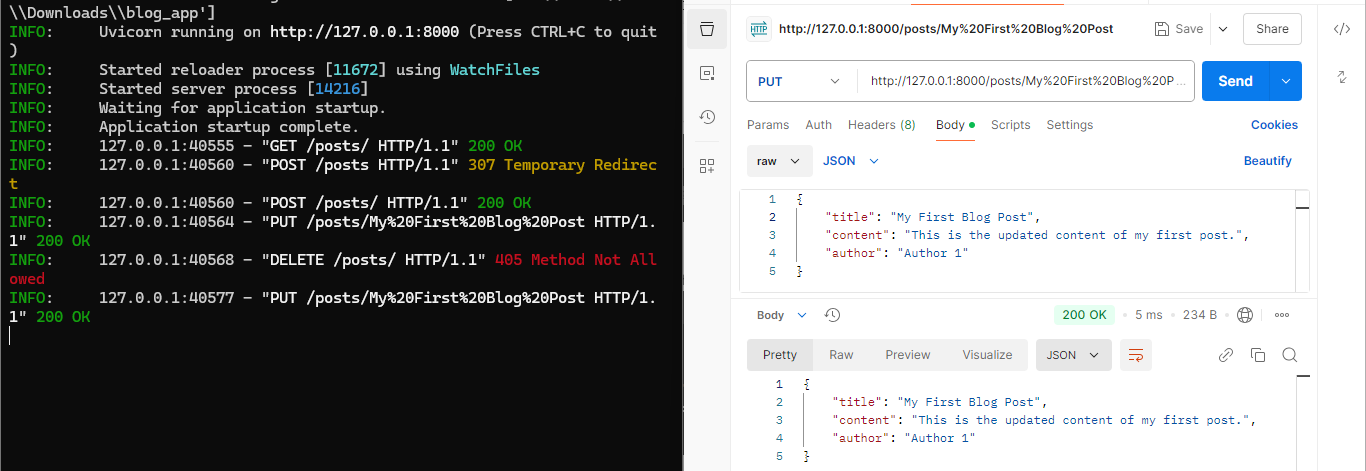 \\Downloads\\blog_app']
INFO:     Uvicorn running on http://127.0.0.1:8000 (Press CTRL+C to quit
)
INFO:     Started reloader process [11672] using WatchFiles
INFO:     Started server process [14216]
INFO:     Waiting for application startup.
INFO:     Application startup complete.
INFO:     127.0.0.1:40555 - "GET /posts/ HTTP/1.1" 200 OK
INFO:     127.0.0.1:40560 - "POST /posts HTTP/1.1" 307 Temporary Redirec
t
INFO:     127.0.0.1:40560 - "POST /posts/ HTTP/1.1" 200 OK
INFO:     127.0.0.1:40564 - "PUT /posts/My%20First%20Blog%20Post HTTP/1.
1" 200 OK
INFO:     127.0.0.1:40568 - "DELETE /posts/ HTTP/1.1" 405 Method Not All
owed
INFO:     127.0.0.1:40577 - "PUT /posts/My%20First%20Blog%20Post HTTP/1.
1" 200 OK
HTTP http://127.0.0.1:8000/posts/My%20First%20Blog%20Post Save Share
PUT http://127.0.0.1:8000/posts/My%20First%20Blog%20P ... Send
Params Auth Headers (8) Body Scripts Settings Cookies
raw JSON Beautify
1 {
2     "title": "My First Blog Post",
3     "content": "This is the updated content of my first post.",
4     "author": "Author 1"
5 }
Body 200 OK • 5 ms • 234 B
Pretty Raw Preview Visualize JSON
1 {
2     "title": "My First Blog Post",
3     "content": "This is the updated content of my first post.",
4     "author": "Author 1"
5 }